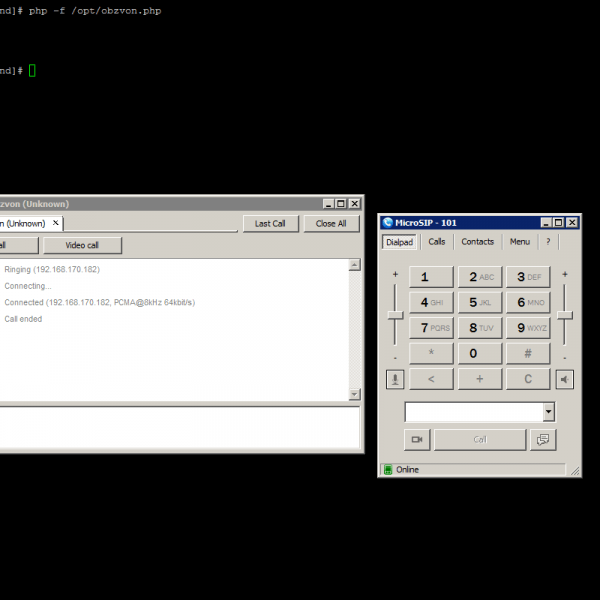 nd]# php -f /opt/obzvon.php
nd]#
zvon (Unknown)
n (Unknown) X
Last Call
Close All
all
Video call
Ringing (192.168.170.182)
Connecting...
Connected (192.168.170.182, PCMA@8kHz 64kbit/s)
Call ended
MicroSIP - 101
Dialpad Calls Contacts Menu ?
+ +
1 2 ABC 3 DEF
4 GHI 5 JKL 6 MNO
7 PQRS 8 TUV 9 WXYZ
- -
* 0 #
< + C
Call
Online